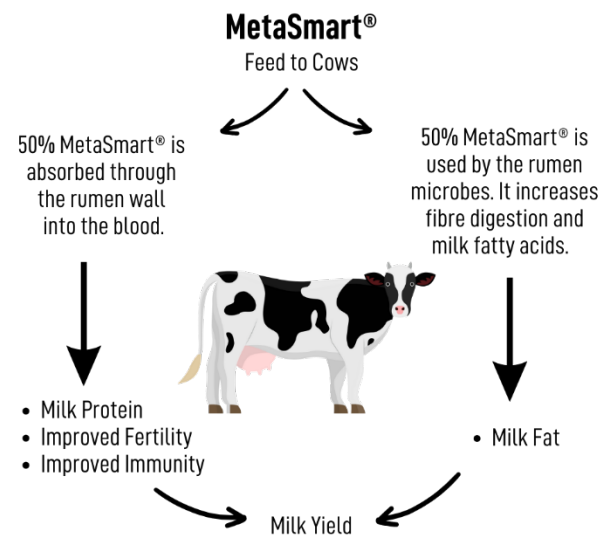 MetaSmart®
Feed to Cows
50% MetaSmart® is
absorbed through
the rumen wall
into the blood.
50% MetaSmart® is
used by the rumen
microbes. It increases
fibre digestion and
milk fatty acids.
• Milk Protein
• Improved Fertility
• Improved Immunity
• Milk Fat
Milk Yield